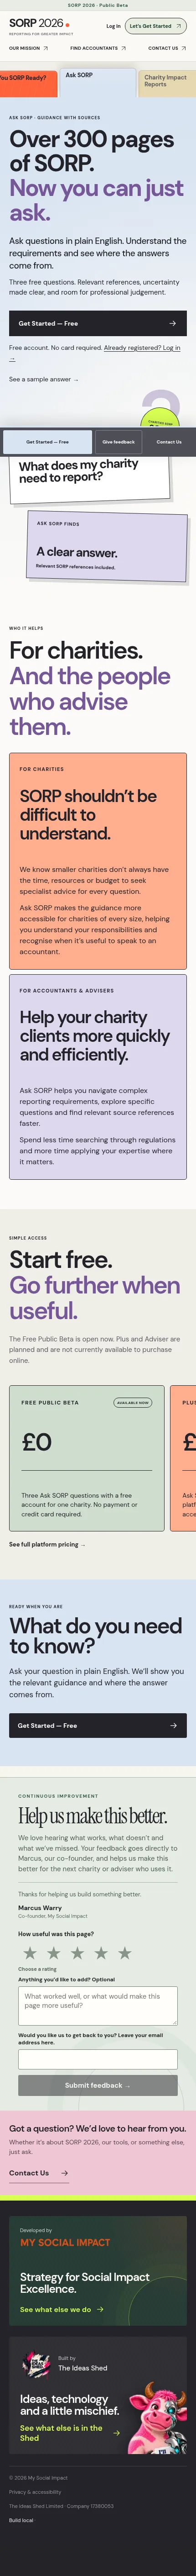 SORP 2026 · Public Beta
SORP 2026
REPORTING FOR GREATER IMPACT
Log In
Let's Get Started
OUR MISSION
FIND ACCOUNTANTS
CONTACT US
You SORP Ready?
Ask SORP
Charity Impact
Reports
ASK SORP · GUIDANCE WITH SOURCES
Over 300 pages
of SORP.
Now you can just
ask.
Ask questions in plain English. Understand the
requirements and see where the answers
come from.
Three free questions. Relevant references, uncertainty
made clear, and room for professional judgement.
Get Started — Free →
Free account. No card required. Already registered? Log in
→
See a sample answer →
Get Started — Free
Give feedback
Contact Us
What does my charity
need to report?
ASK SORP FINDS
A clear answer.
Relevant SORP references included.
WHO IT HELPS
For charities.
And the people
who advise
them.
FOR CHARITIES
SORP shouldn't be
difficult to
understand.
We know smaller charities don't always have
the time, resources or budget to seek
specialist advice for every question.
Ask SORP makes the guidance more
accessible for charities of every size, helping
you understand your responsibilities and
recognise when it's useful to speak to an
accountant.
FOR ACCOUNTANTS & ADVISERS
Help your charity
clients more quickly
and efficiently.
Ask SORP helps you navigate complex
reporting requirements, explore specific
questions and find relevant source references
faster.
Spend less time searching through regulations
and more time applying your expertise where
it matters.
SIMPLE ACCESS
Start free.
Go further when
useful.
The Free Public Beta is open now. Plus and Adviser are
planned and are not currently available to purchase
online.
FREE PUBLIC BETA
AVAILABLE NOW
£0
Three Ask SORP questions with a free
account for one charity. No payment or
credit card required.
PLUS
£
Ask
platf
acce
See full platform pricing →
READY WHEN YOU ARE
What do you need
to know?
Ask your question in plain English. We'll show you
the relevant guidance and where the answer
comes from.
Get Started — Free →
CONTINUOUS IMPROVEMENT
Help us make this better.
We love hearing what works, what doesn't and
what we've missed. Your feedback goes directly to
Marcus, our co-founder, and helps us make this
better for the next charity or adviser who uses it.
Thanks for helping us build something better.
Marcus Warry
Co-founder, My Social Impact
How useful was this page?
Choose a rating
Anything you'd like to add? Optional
What worked well, or what would make this
page more useful?
Would you like us to get back to you? Leave your email
address here.
Submit feedback →
Got a question? We'd love to hear from you.
Whether it's about SORP 2026, our tools, or something else,
just ask.
Contact Us →
Developed by
MY SOCIAL IMPACT
Strategy for Social Impact
Excellence.
See what else we do →
Built by
The Ideas Shed
Ideas, technology
and a little mischief.
See what else is in the
Shed →
© 2026 My Social Impact
Privacy & accessibility
The Ideas Shed Limited · Company 17380093
Build local